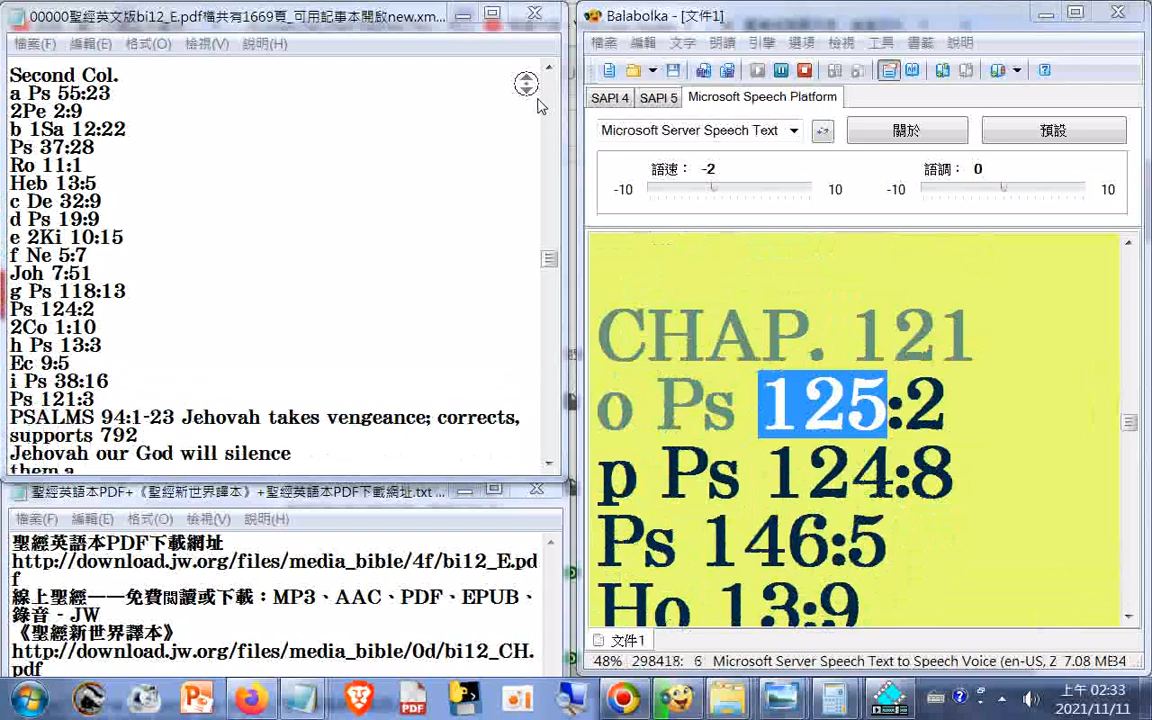 00000聖經英文版bi12_E.pdf檔共有1669頁_可用記事本開啟new.xm...
檔案(F) 編輯(E) 格式(O) 檢視(V) 說明(H)
Second Col.
a Ps 55:23
2Pe 2:9
b 1Sa 12:22
Ps 37:28
Ro 11:1
Heb 13:5
c De 32:9
d Ps 19:9
e 2Ki 10:15
f Ne 5:7
Joh 7:51
g Ps 118:13
Ps 124:2
2Co 1:10
h Ps 13:3
Ec 9:5
i Ps 38:16
Ps 121:3
PSALMS 94:1-23 Jehovah takes vengeance; corrects,
supports 792
Jehovah our God will silence
them a
聖經英語本PDF+《聖經新世界譯本》+聖經英語本PDF下載網址.txt ...
檔案(F) 編輯(E) 格式(O) 檢視(V) 說明(H)
聖經英語本PDF下載網址
http://download.jw.org/files/media_bible/4f/bi12_E.pd
f
線上聖經——免費閱讀或下載：MP3、AAC、PDF、EPUB、
錄音 - JW
《聖經新世界譯本》
http://download.jw.org/files/media_bible/0d/bi12_CH.
pdf
Balabolka - [文件1]
檔案 編輯 文字 朗讀 引擎 選項 檢視 工具 書籤 說明
SAPI 4 SAPI 5 Microsoft Speech Platform
Microsoft Server Speech Text 關於 預設
語速： -2 語調： 0
-10 10 -10 10
CHAP. 121
o Ps 125:2
p Ps 124:8
Ps 146:5
Ho 13:9
文件1
48% 298418: 6 Microsoft Server Speech Text to Speech Voice (en-US, Z 7.08 MB34
PDF
上午 02:33
2021/11/11